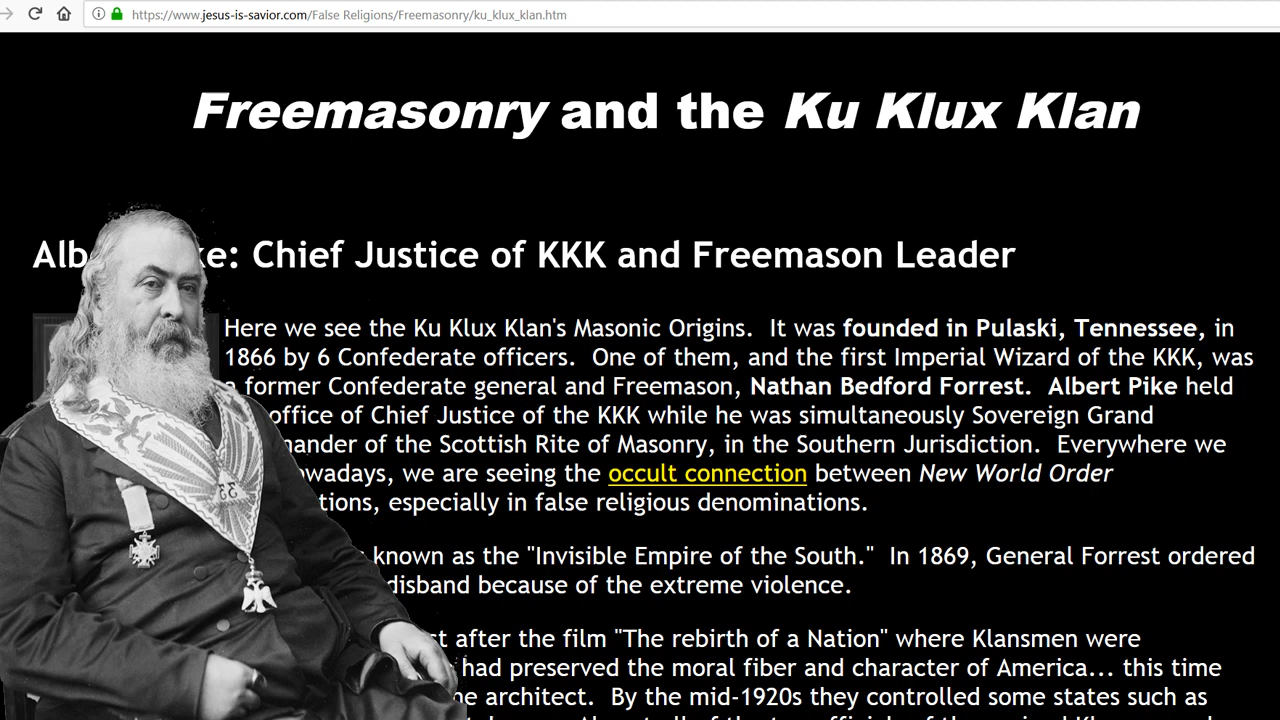 https://www.jesus-is-savior.com/False Religions/Freemasonry/ku_klux_klan.htm
Freemasonry and the Ku Klux Klan
Alb ke: Chief Justice of KKK and Freemason Leader
Here we see the Ku Klux Klan's Masonic Origins. It was founded in Pulaski, Tennessee, in
1866 by 6 Confederate officers. One of them, and the first Imperial Wizard of the KKK, was
a former Confederate general and Freemason, Nathan Bedford Forrest. Albert Pike held
office of Chief Justice of the KKK while he was simultaneously Sovereign Grand
mander of the Scottish Rite of Masonry, in the Southern Jurisdiction. Everywhere we
owadays, we are seeing the occult connection between New World Order
tions, especially in false religious denominations.
known as the "Invisible Empire of the South." In 1869, General Forrest ordered
disband because of the extreme violence.
st after the film "The rebirth of a Nation" where Klansmen were
had preserved the moral fiber and character of America... this time
ne architect. By the mid-1920s they controlled some states such as
33